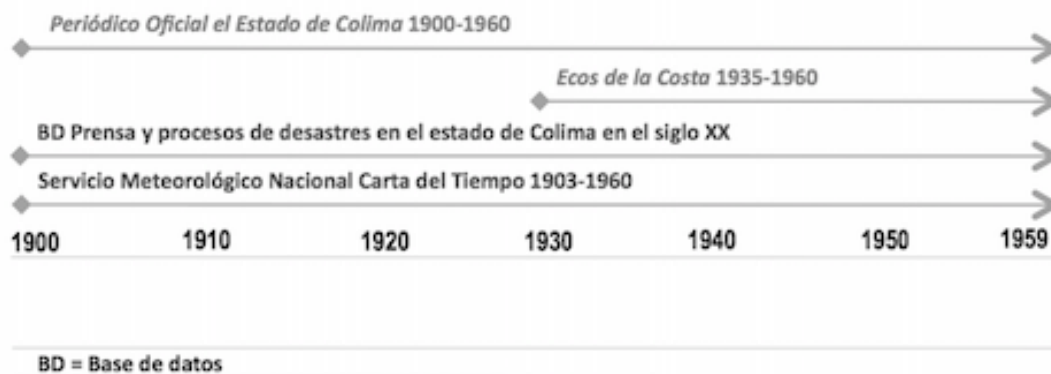 Periódico Oficial el Estado de Colima 1900-1960
Ecos de la Costa 1935-1960
BD Prensa y procesos de desastres en el estado de Colima en el siglo XX
Servicio Meteorológico Nacional Carta del Tiempo 1903-1960
1900 1910 1920 1930 1940 1950 1959
BD = Base de datos